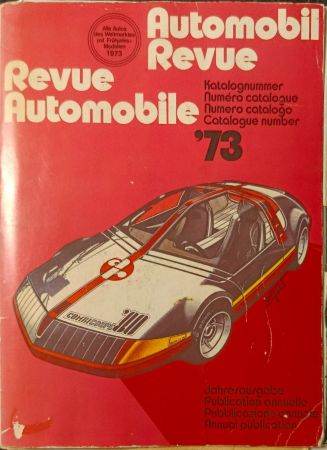 Automobil
Revue
Alle Autos
des Weltmarktes
mit Frühjahrs-
Modellen
1973
Revue
Automobile
Katalognummer
Numéro catalogue
Numero catalogo
Catalogue number
'73
Jahresausgabe
Publication annuelle
Pubblicazione annuale
Annual publication